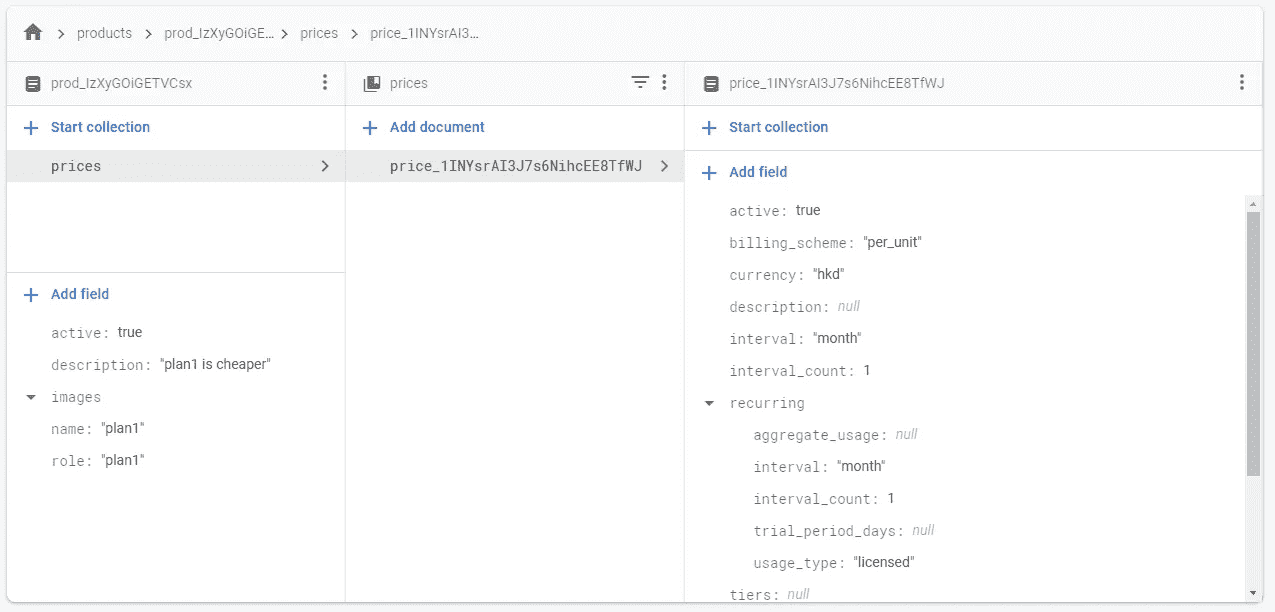 products prod_IzXyGOiGE... prices price_1INYsrAI3...
prod_IzXyGOiGETVCsx
Start collection
prices
Add field
active: true
description: "plan1 is cheaper"
images
name: "plan1"
role: "plan1"
prices
Add document
price_1INYsrAI3J7s6NihcEE8TfWJ
price_1INYsrAI3J7s6NihcEE8TfWJ
Start collection
Add field
active: true
billing_scheme: "per_unit"
currency: "hkd"
description: null
interval: "month"
interval_count: 1
recurring
aggregate_usage: null
interval: "month"
interval_count: 1
trial_period_days: null
usage_type: "licensed"
tiers: null